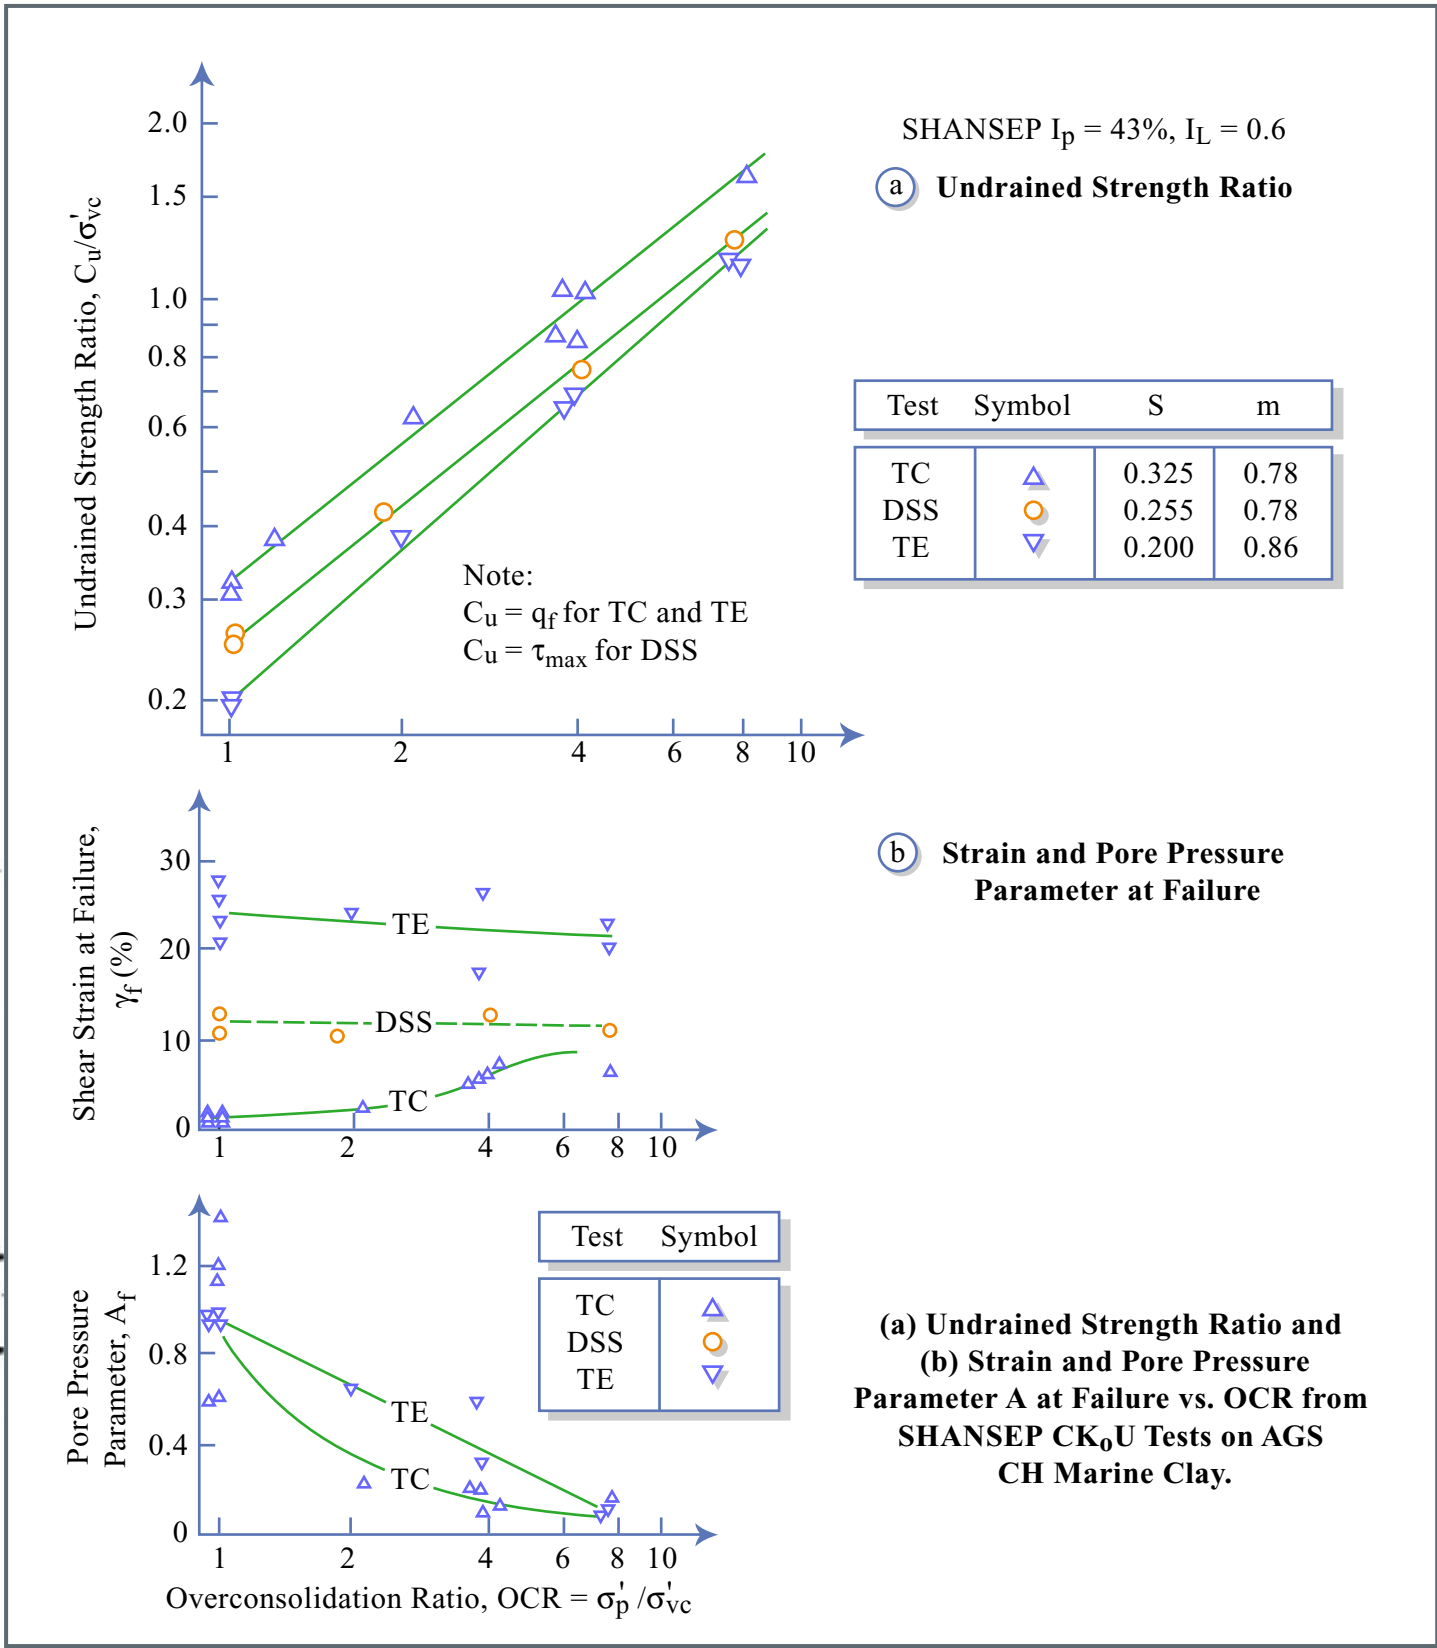 SHANSEP Ip = 43%, IL = 0.6
a Undrained Strength Ratio
Undrained Strength Ratio, Cu/σ'vc
2.0
1.5
1.0
0.8
0.6
0.4
0.3
0.2
1 2 4 6 8 10
Note:
Cu = qf for TC and TE
Cu = τmax for DSS
Test Symbol S m
TC 0.325 0.78
DSS 0.255 0.78
TE 0.200 0.86
b Strain and Pore Pressure
Parameter at Failure
Shear Strain at Failure,
γf (%)
30
20
10
0
TE
DSS
TC
1 2 4 6 8 10
Pore Pressure
Parameter, Af
1.2
0.8
0.4
0
TE
TC
1 2 4 6 8 10
Overconsolidation Ratio, OCR = σ'p /σ'vc
Test Symbol
TC
DSS
TE
(a) Undrained Strength Ratio and
(b) Strain and Pore Pressure
Parameter A at Failure vs. OCR from
SHANSEP CKoU Tests on AGS
CH Marine Clay.